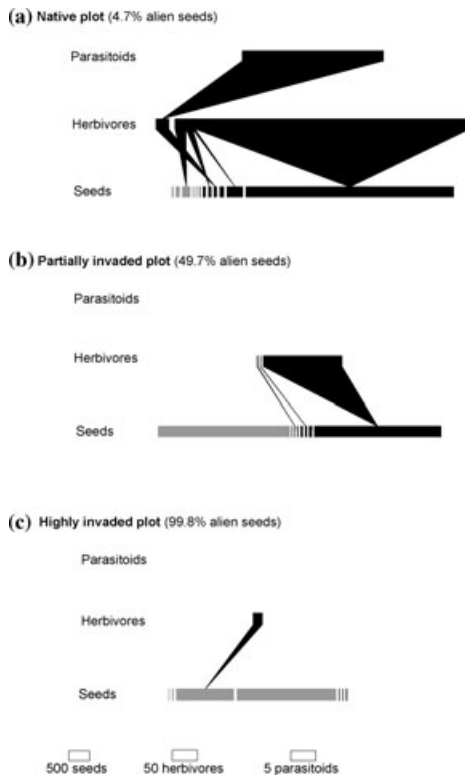 (a) Native plot (4.7% alien seeds)
Parasitoids
Herbivores
Seeds
(b) Partially invaded plot (49.7% alien seeds)
Parasitoids
Herbivores
Seeds
(c) Highly invaded plot (99.8% alien seeds)
Parasitoids
Herbivores
Seeds
500 seeds 50 herbivores 5 parasitoids